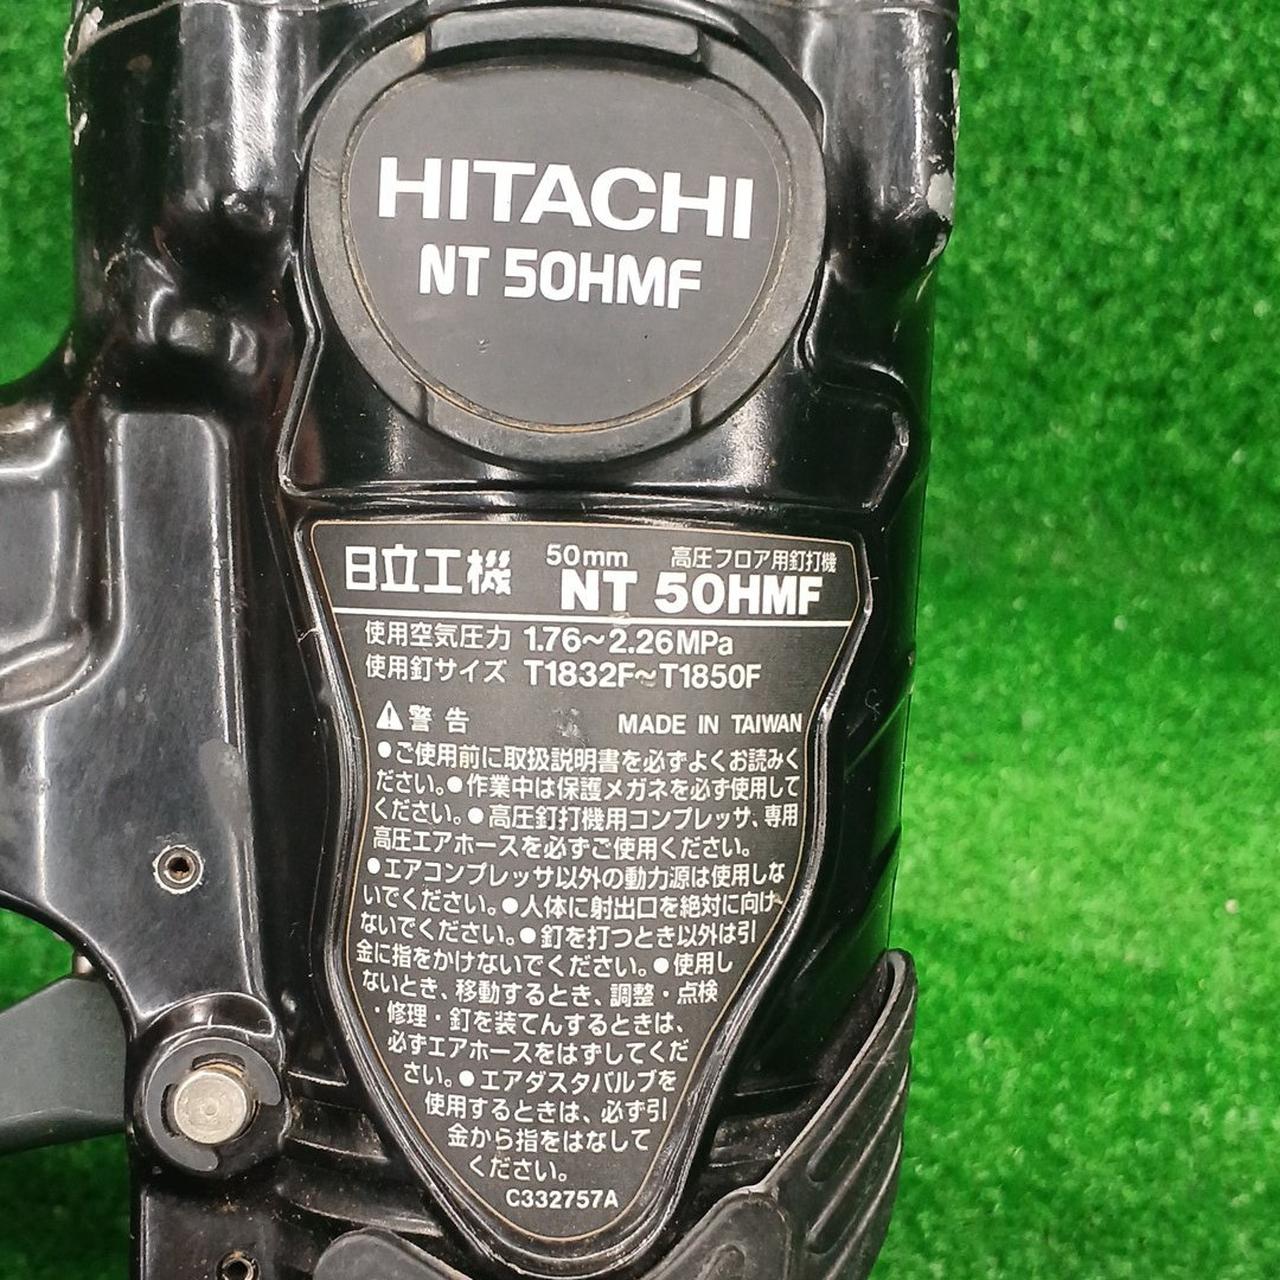 HITACHI
NT 50HMF
日立工機 50mm 高圧フロア用釘打機
NT 50HMF
使用空気圧力 1.76～2.26MPa
使用釘サイズ T1832F～T1850F
⚠警告 MADE IN TAIWAN
●ご使用前に取扱説明書を必ずよくお読みく
ださい。●作業中は保護メガネを必ず使用して
ください。●高圧釘打機用コンプレッサ、専用
高圧エアホースを必ずご使用ください。
●エアコンプレッサ以外の動力源は使用しな
いでください。●人体に射出口を絶対に向け
ないでください。●釘を打つとき以外は引
金に指をかけないでください。●使用し
ないとき、移動するとき、調整・点検
・修理・釘を装てんするときは、
必ずエアホースをはずしてくだ
さい。●エアダスタバルブを
使用するときは、必ず引
金から指をはなして
ください。
C332757A